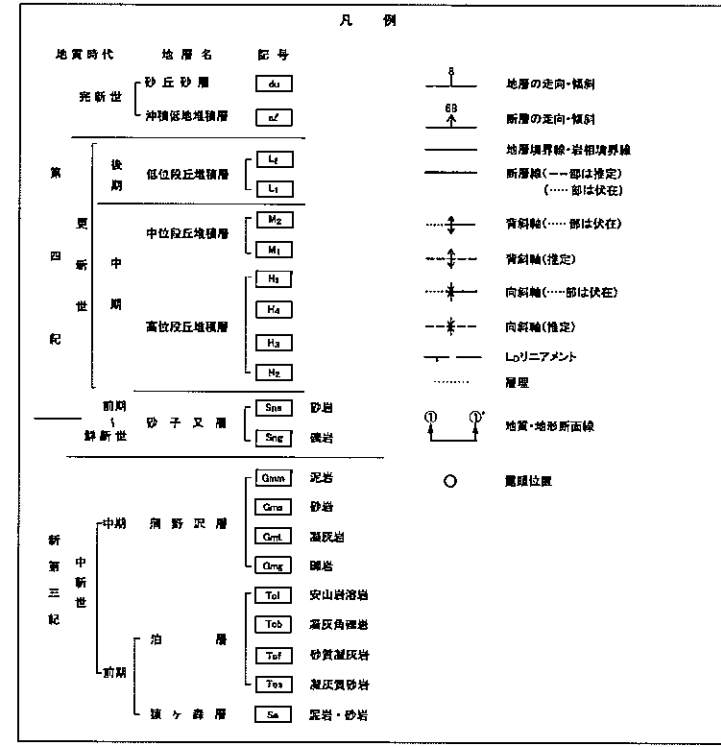 凡 例
地質時代 地層名 記号
完新世 砂丘砂層 du
沖積低地堆積層 al
第四紀 更新世 後期 低位段丘堆積層 L2
L1
中期 中位段丘堆積層 M2
M1
高位段丘堆積層 H5
H4
H3
H2
前期~鮮新世 砂子又層 Sns 砂岩
Sng 礫岩
新第三紀 中新世 中期 蒲野沢層 Gmm 泥岩
Gms 砂岩
Gmt 凝灰岩
Gmg 礫岩
前期 泊層 Tol 安山岩溶岩
Tob 凝灰角礫岩
Tof 砂質凝灰岩
Tos 凝灰質砂岩
猿ヶ森層 Sa 泥岩・砂岩
8 地層の走向・傾斜
68 断層の走向・傾斜
地層境界線・岩相境界線
断層線(--部は推定)
(‥‥‥部は伏在)
背斜軸(‥‥‥部は伏在)
背斜軸(推定)
向斜軸(‥‥‥部は伏在)
向斜軸(推定)
LDリニアメント
層理
① ①' 地質・地形断面線
露頭位置